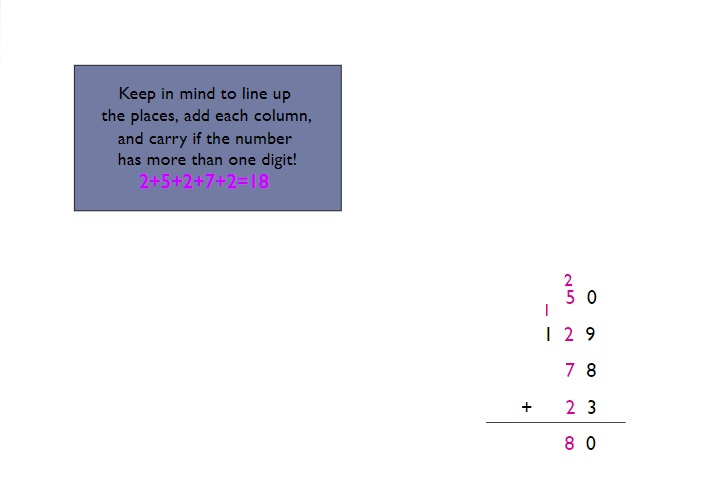 Keep in mind to line up
the places, add each column,
and carry if the number
has more than one digit!
2+5+2+7+2=18
2
5 0
1
1 2 9
7 8
+ 2 3
8 0